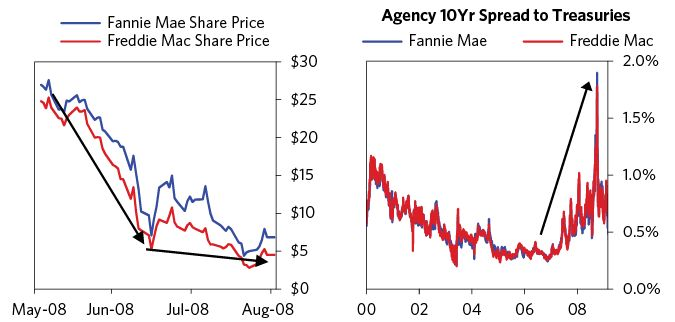 Fannie Mae Share Price
Freddie Mac Share Price
$30
$25
$20
$15
$10
$5
$0
May-08 Jun-08 Jul-08 Aug-08
Agency 10Yr Spread to Treasuries
Fannie Mae Freddie Mac
2.0%
1.5%
1.0%
0.5%
0.0%
00 02 04 06 08